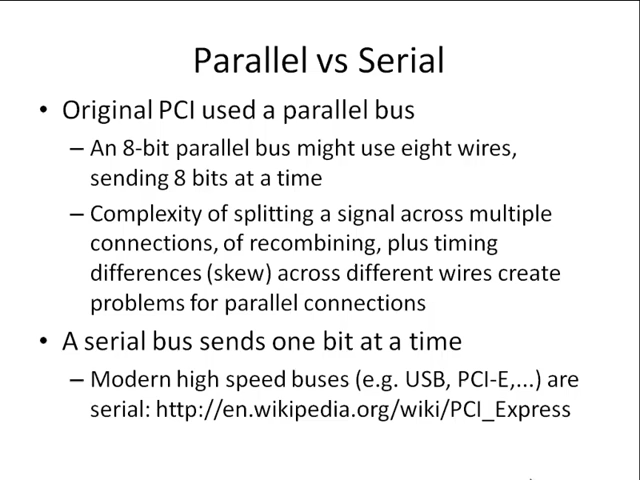 Parallel vs Serial
• Original PCI used a parallel bus
– An 8-bit parallel bus might use eight wires,
sending 8 bits at a time
– Complexity of splitting a signal across multiple
connections, of recombining, plus timing
differences (skew) across different wires create
problems for parallel connections
• A serial bus sends one bit at a time
– Modern high speed buses (e.g. USB, PCI-E,...) are
serial: http://en.wikipedia.org/wiki/PCI_Express